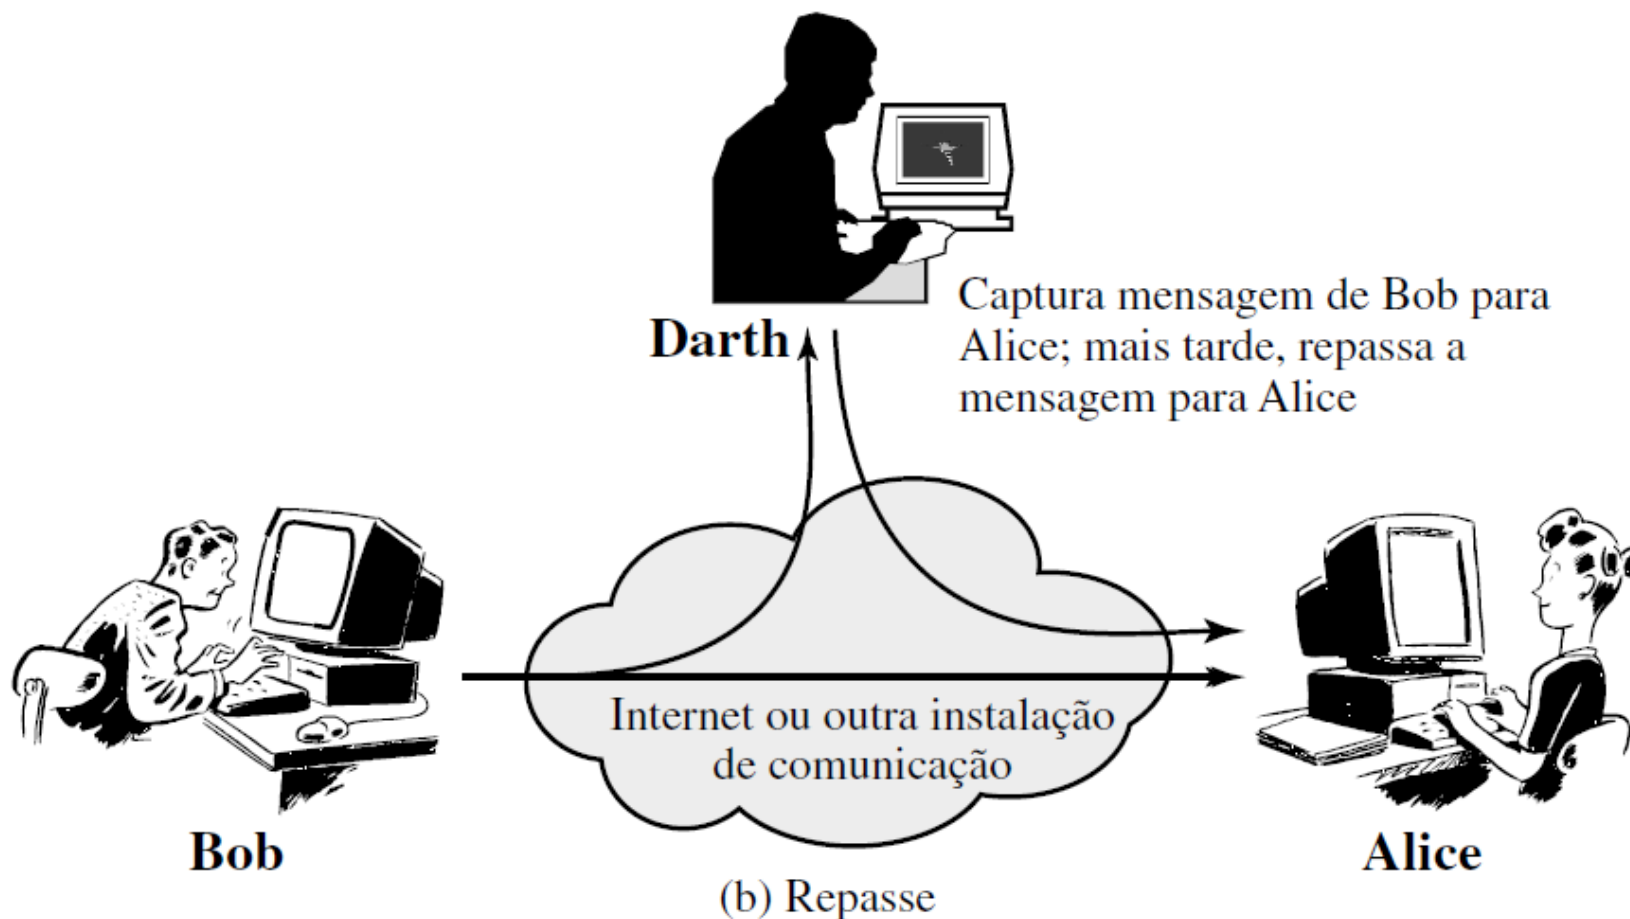 Darth
Captura mensagem de Bob para
Alice; mais tarde, repassa a
mensagem para Alice
Internet ou outra instalação
de comunicação
Bob
Alice
(b) Repasse